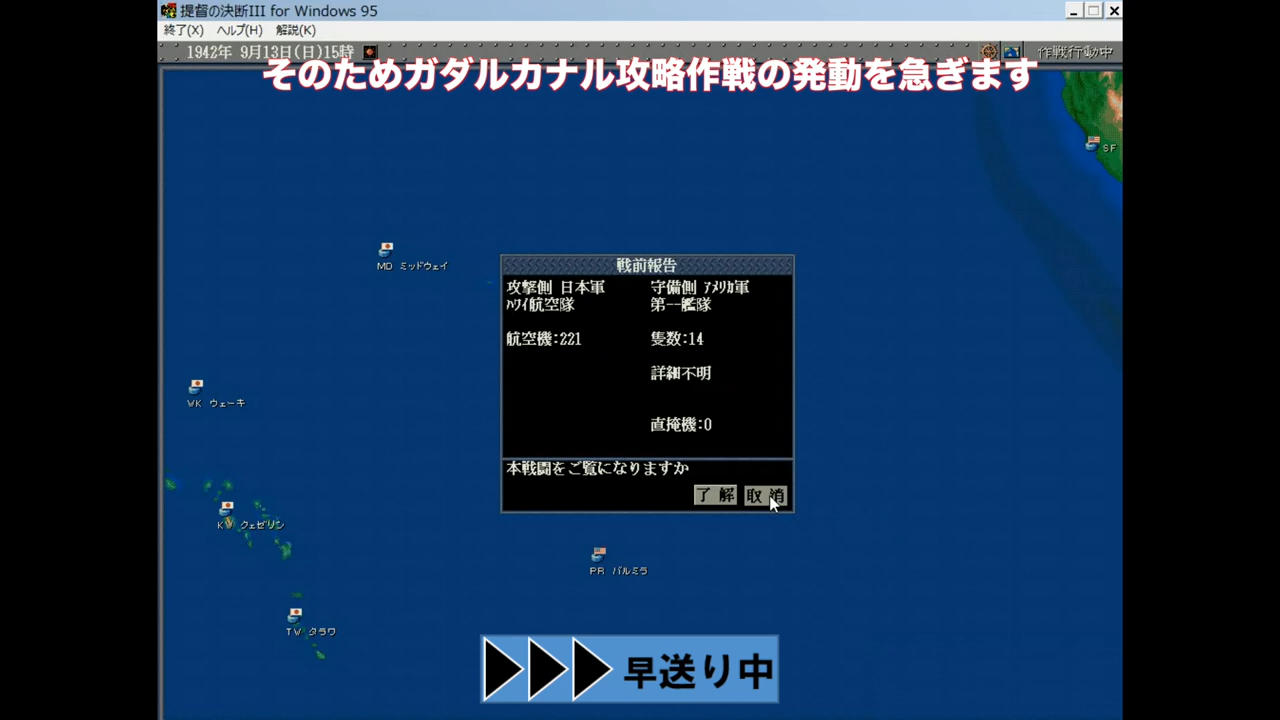 提督の決断III for Windows 95
終了(X) ヘルプ(H) 解説(K)
1942年 9月13日(日)15時
作戦行動中
そのためガダルカナル攻略作戦の発動を急ぎます
SF
MD ミッドウェイ
戦前報告
攻撃側 日本軍 守備側 ｱﾒﾘｶ軍
ﾊﾜｲ航空隊 第一艦隊
航空機:221 隻数:14
詳細不明
WK ウェーキ
直掩機:0
本戦闘をご覧になりますか
了解 取消
KW クェゼリン
PR パルミラ
TW タラワ
早送り中